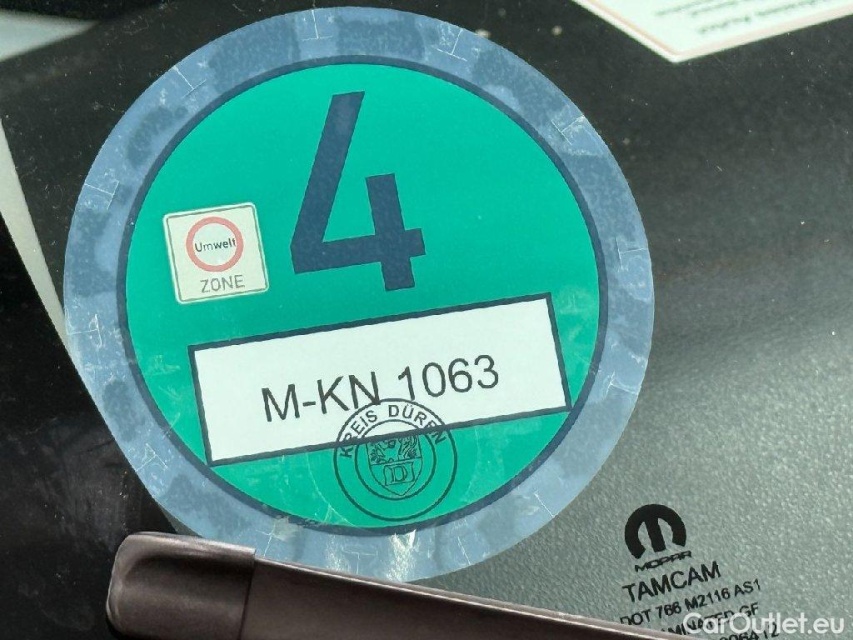 4
Umwelt
ZONE
M-KN 1063
KREIS DÜREN
MOPAR
TAMCAM
DOT 766 M2116 AS1
CarOutlet.eu